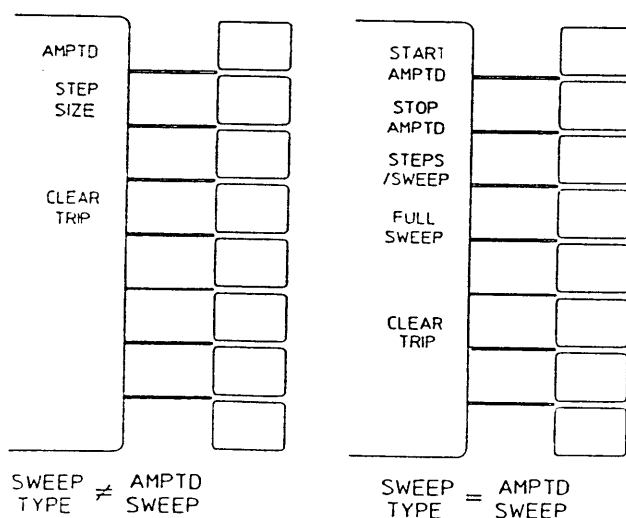 AMPTD
STEP
SIZE
CLEAR
TRIP
SWEEP
TYPE ≠ AMPTD
SWEEP
START
AMPTD
STOP
AMPTD
STEPS
/SWEEP
FULL
SWEEP
CLEAR
TRIP
SWEEP
TYPE = AMPTD
SWEEP